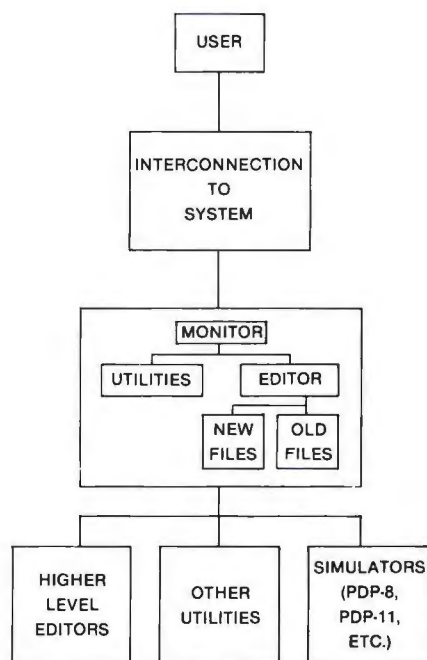 USER
INTERCONNECTION
TO
SYSTEM
MONITOR
UTILITIES
EDITOR
NEW
FILES
OLD
FILES
HIGHER
LEVEL
EDITORS
OTHER
UTILITIES
SIMULATORS
(PDP-8,
PDP-11,
ETC.)